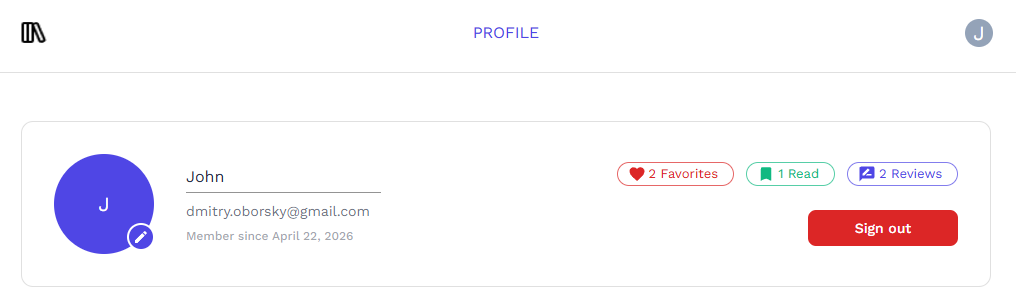 PROFILE
J
J
John
dmitry.oborsky@gmail.com
Member since April 22, 2026
2 Favorites
1 Read
2 Reviews
Sign out